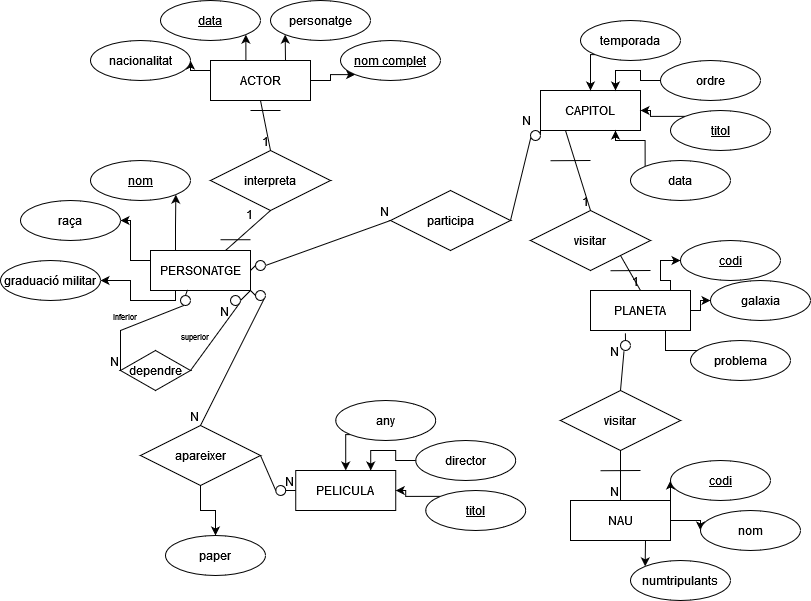 data
personatge
nacionalitat
nom complet
ACTOR
temporada
ordre
CAPITOL
titol
data
N
1
interpreta
1
nom
raça
N
participa
1
visitar
1
PERSONATGE
graduació militar
inferior
superior
N
N
dependre
codi
galaxia
PLANETA
problema
N
visitar
N
any
apareixer
director
N
PELICULA
titol
paper
N
codi
NAU
nom
numtripulants